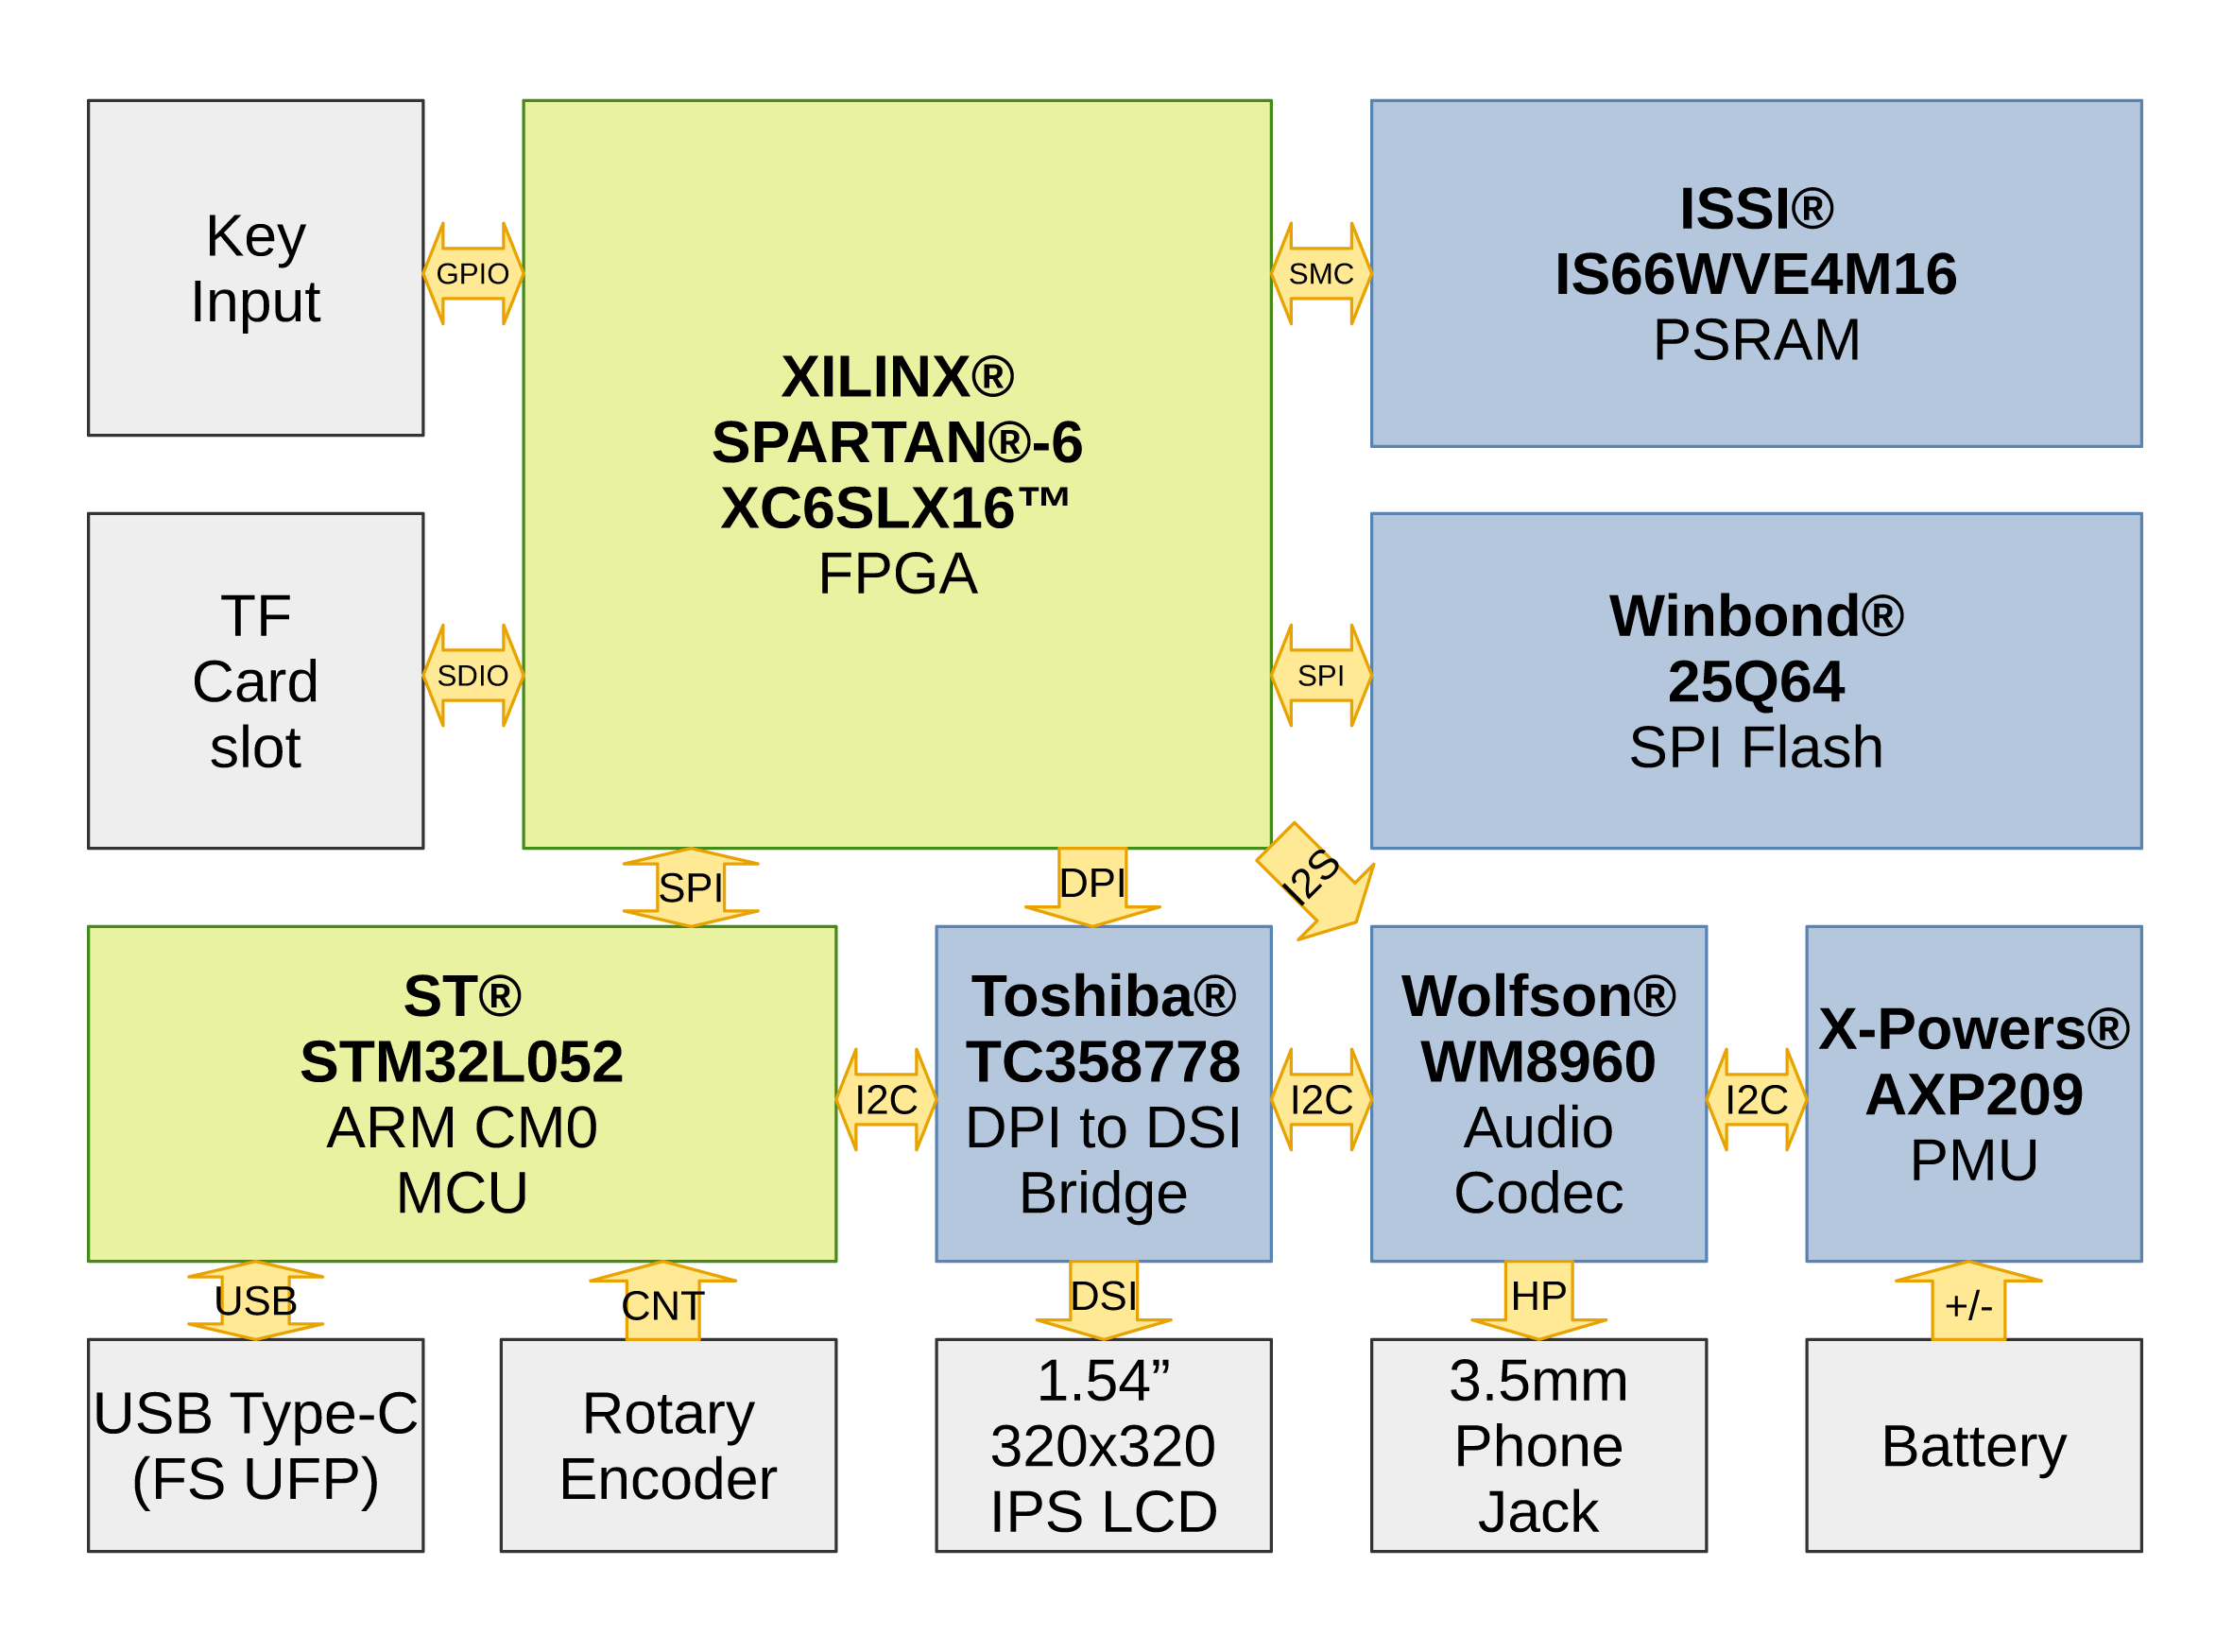 Key
Input
GPIO
XILINX®
SPARTAN®-6
XC6SLX16™
FPGA
SMC
ISSI®
IS66WVE4M16
PSRAM
TF
Card
slot
SDIO
SPI
Winbond®
25Q64
SPI Flash
SPI
DPI
I2S
ST®
STM32L052
ARM CM0
MCU
I2C
Toshiba®
TC358778
DPI to DSI
Bridge
I2C
Wolfson®
WM8960
Audio
Codec
I2C
X-Powers®
AXP209
PMU
USB
CNT
DSI
HP
+/-
USB Type-C
(FS UFP)
Rotary
Encoder
1.54”
320x320
IPS LCD
3.5mm
Phone
Jack
Battery